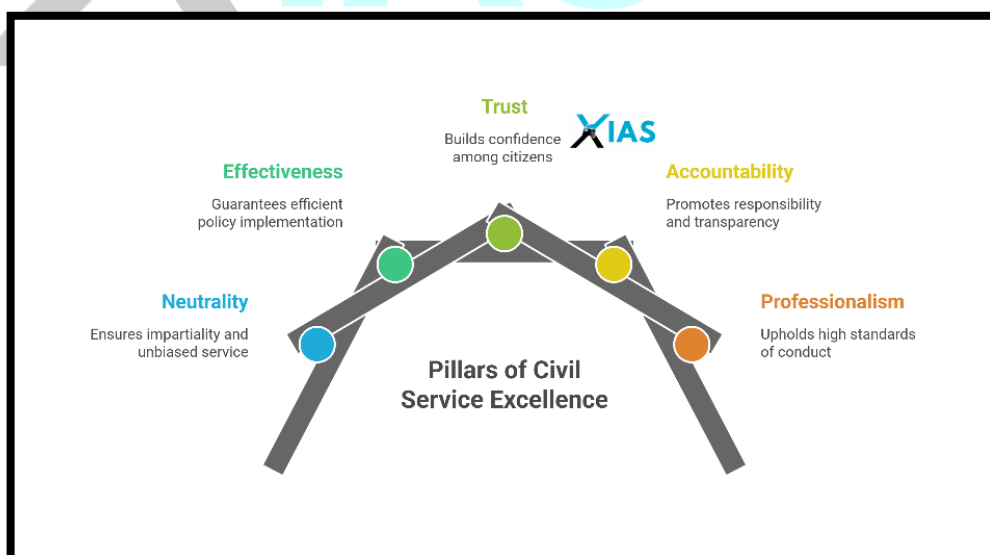 Trust
Builds confidence
among citizens
XIAS
Effectiveness
Guarantees efficient
policy implementation
Accountability
Promotes responsibility
and transparency
Neutrality
Ensures impartiality and
unbiased service
Professionalism
Upholds high standards
of conduct
Pillars of Civil
Service Excellence